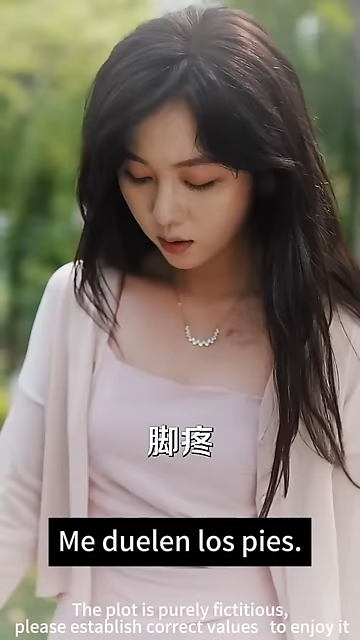 脚疼
Me duelen los pies.
The plot is purely fictitious,
please establish correct values to enjoy it